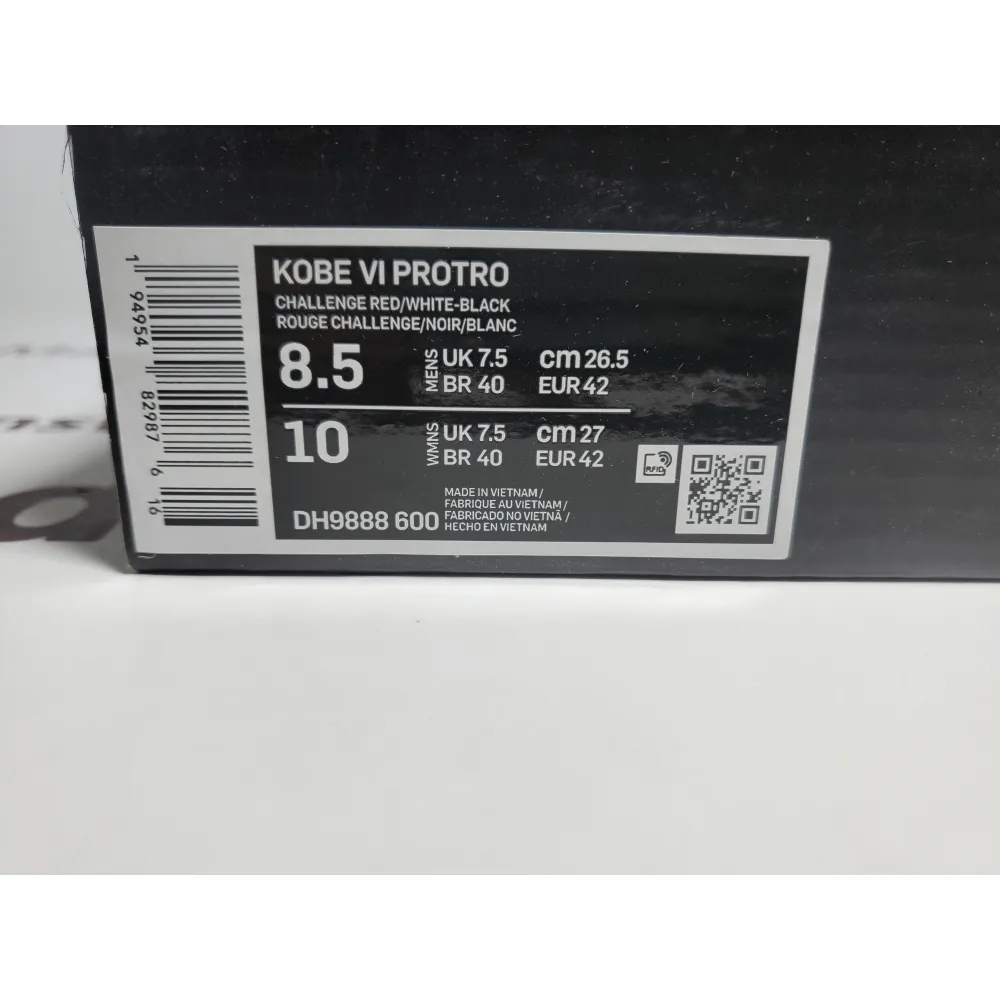 KOBE VI PROTRO
CHALLENGE RED/WHITE-BLACK
ROUGE CHALLENGE/NOIR/BLANC
8.5 MENS UK 7.5 cm 26.5
BR 40 EUR 42
10 WMNS UK 7.5 cm 27
BR 40 EUR 42
DH9888 600
MADE IN VIETNAM /
FABRIQUE AU VIETNAM /
FABRICADO NO VIETNÃ /
HECHO EN VIETNAM
RFID
1 94954 82987 6 16